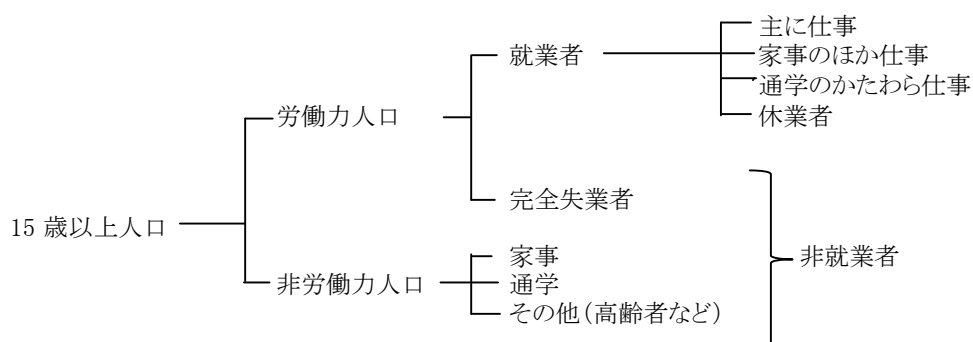 主に仕事
就業者
家事のほか仕事
通学のかたわら仕事
労働力人口
休業者
完全失業者
15 歳以上人口
家事
非就業者
非労働力人口
通学
その他(高齢者など)